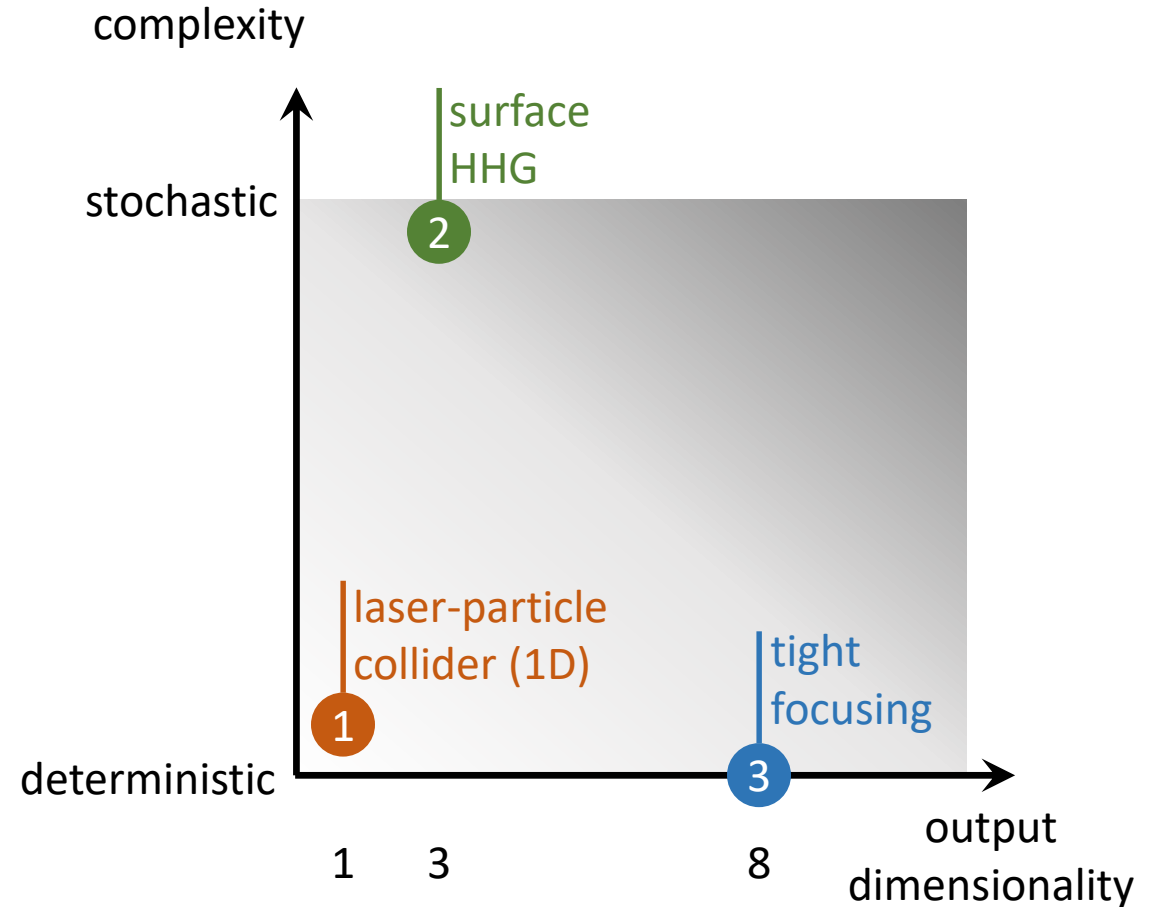 complexity
surface
HHG
stochastic
2
laser-particle
collider (1D)
tight
focusing
1
deterministic
3
output
1 3 8
dimensionality